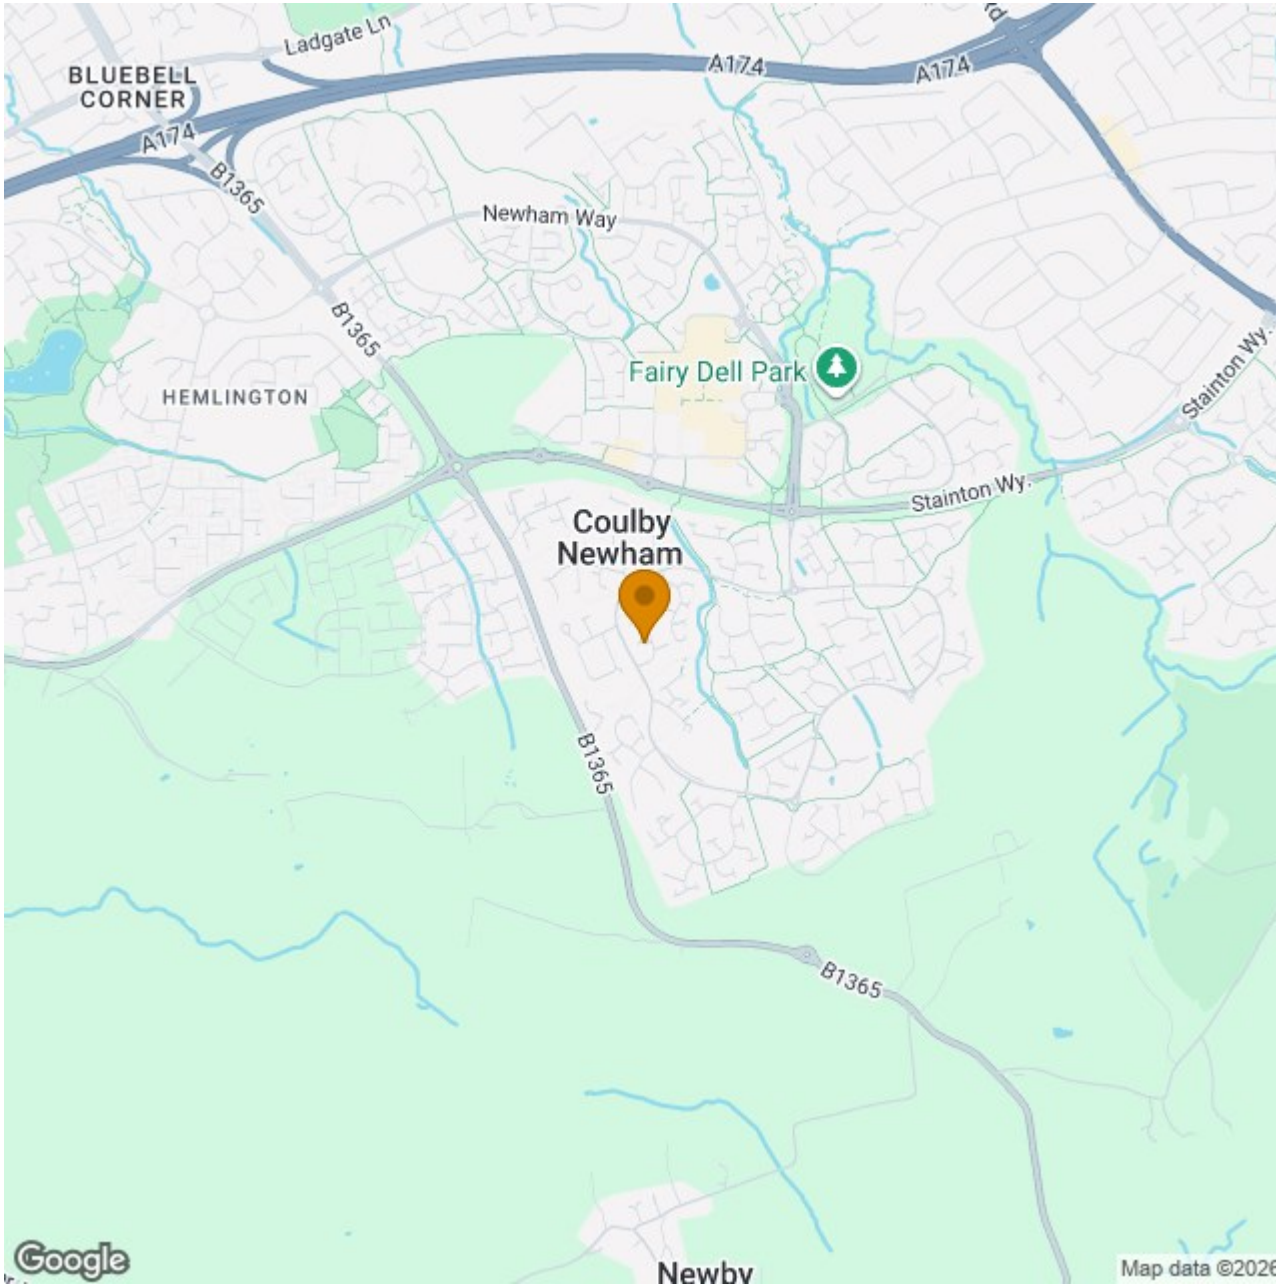 Ladgate Ln
BLUEBELL
CORNER
A174
A174
A174
B1365
Newham Way
B1365
Fairy Dell Park
HEMLINGTON
Stainton Wy.
Stainton Wy.
Coulby
Newham
B1365
B1365
Newby
Google
Map data ©2026